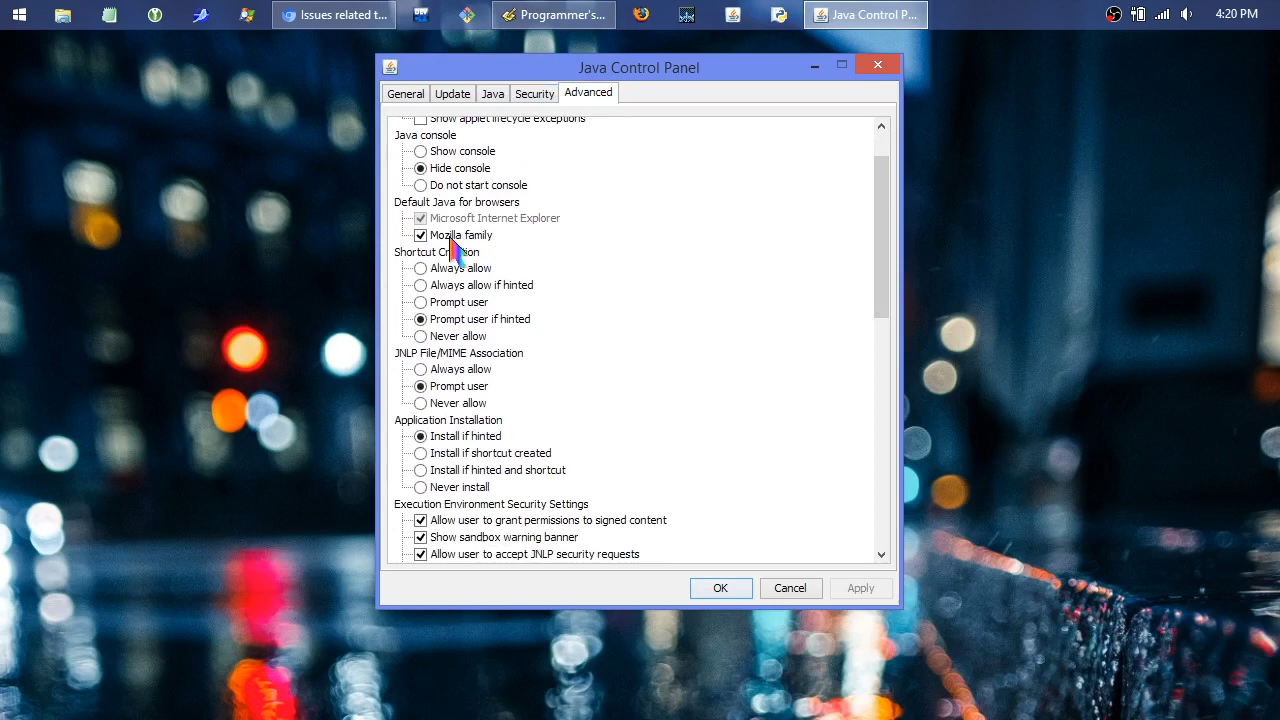 Issues related t...
Programmer's...
Java Control P...
4:20 PM
Java Control Panel
General Update Java Security Advanced
Show applet lifecycle exceptions
Java console
Show console
Hide console
Do not start console
Default Java for browsers
Microsoft Internet Explorer
Mozilla family
Shortcut Creation
Always allow
Always allow if hinted
Prompt user
Prompt user if hinted
Never allow
JNLP File/MIME Association
Always allow
Prompt user
Never allow
Application Installation
Install if hinted
Install if shortcut created
Install if hinted and shortcut
Never install
Execution Environment Security Settings
Allow user to grant permissions to signed content
Show sandbox warning banner
Allow user to accept JNLP security requests
OK Cancel Apply